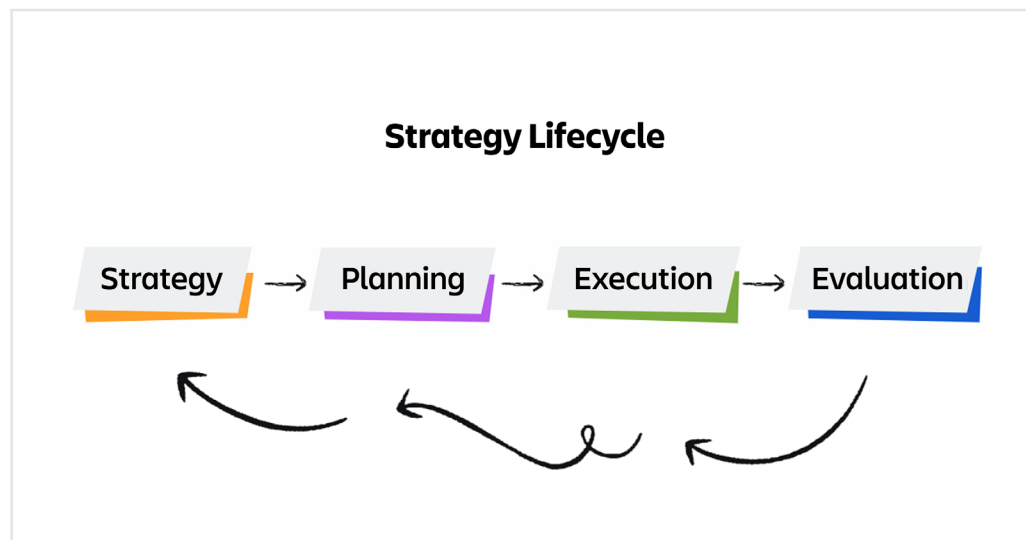 Strategy Lifecycle
Strategy
Planning
Execution
Evaluation